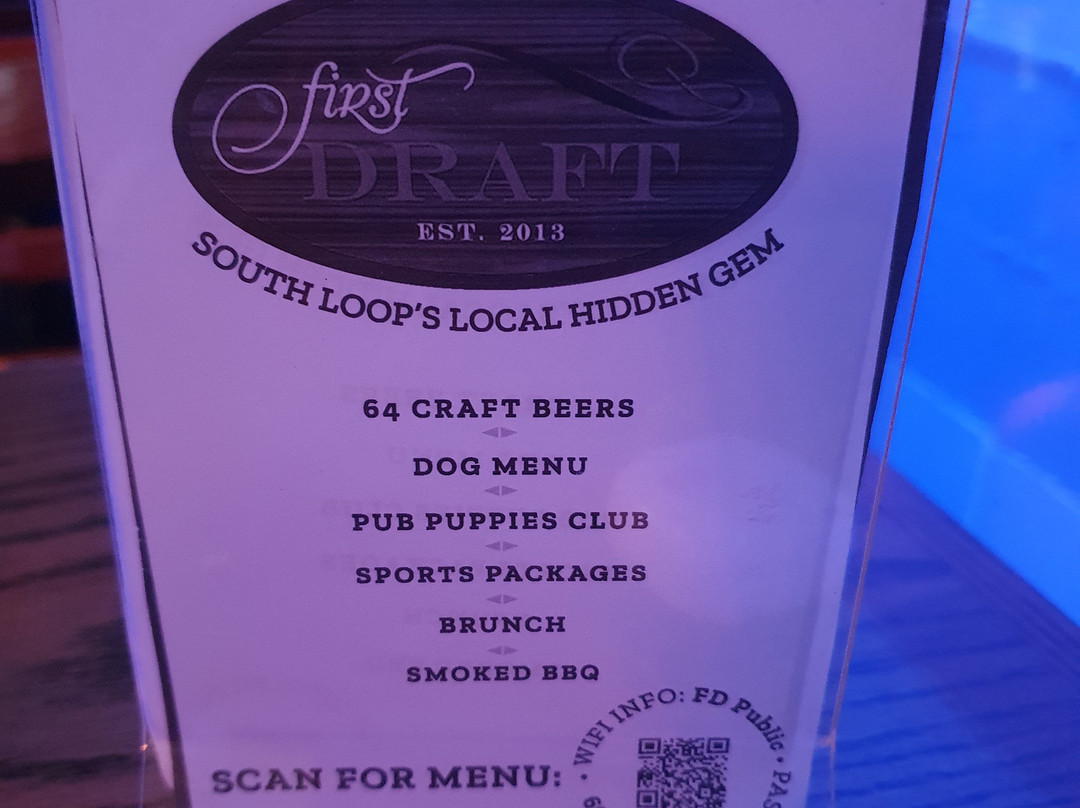 first
DRAFT
EST. 2013
SOUTH LOOP'S LOCAL HIDDEN GEM
64 CRAFT BEERS
DOG MENU
PUB PUPPIES CLUB
SPORTS PACKAGES
BRUNCH
SMOKED BBQ
SCAN FOR MENU:
• WIFI INFO: FD Public •